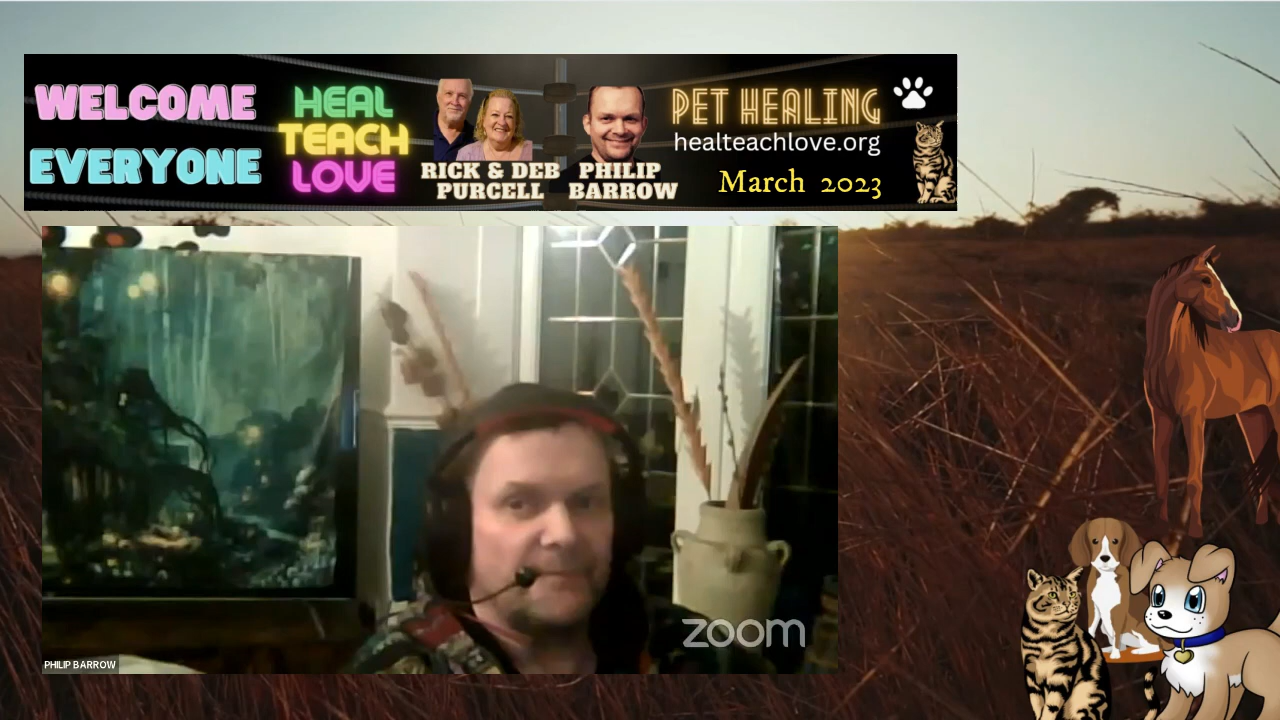 WELCOME
EVERYONE
HEAL
TEACH
LOVE
RICK & DEB
PURCELL
PHILIP
BARROW
PET HEALING
healteachlove.org
March 2023
zoom
PHILIP BARROW